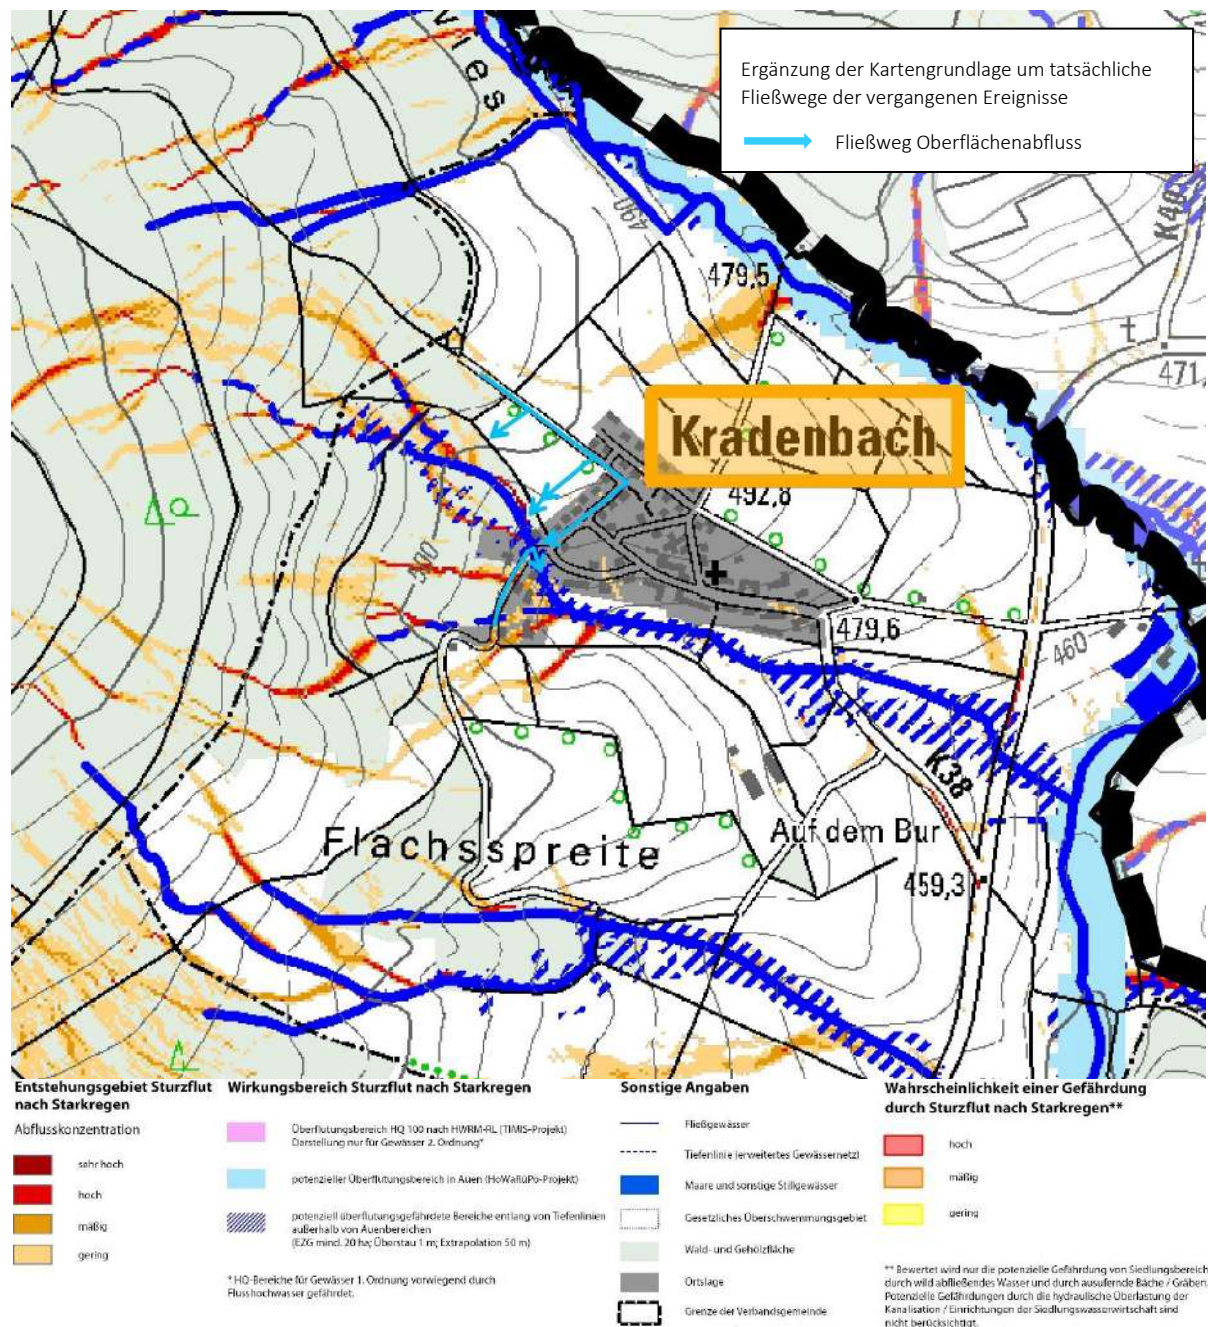 Ergänzung der Kartengrundlage um tatsächliche
Fließwege der vergangenen Ereignisse
Fließweg Oberflächenabfluss
vies
490
K40
479,5
471,
Kradenbach
492,8
500
479,6
460
K38
Flachsspreite
Auf dem Bur
459,3
Entstehungsgebiet Sturzflut
nach Starkregen
Abflusskonzentration
sehr hoch
hoch
mäßig
gering
Wirkungsbereich Sturzflut nach Starkregen
Überflutungsbereich HQ 100 nach HWRM-RL (TIMIS-Projekt)
Darstellung nur für Gewässer 2. Ordnung*
potenzieller Überflutungsbereich in Auen (HoWaRüPo-Projekt)
potenziell überflutungsgefährdete Bereiche entlang von Tiefenlinien
außerhalb von Auenbereichen
(EZG mind. 20 ha; Überstau 1 m; Extrapolation 50 m)
* HQ-Bereiche für Gewässer 1. Ordnung vorwiegend durch
Flusshochwasser gefährdet.
Sonstige Angaben
Fließgewässer
Tiefenlinie (erweitertes Gewässernetz)
Maare und sonstige Stillgewässer
Gesetzliches Überschwemmungsgebiet
Wald- und Gehölzfläche
Ortslage
Grenze der Verbandsgemeinde
Wahrscheinlichkeit einer Gefährdung
durch Sturzflut nach Starkregen**
hoch
mäßig
gering
** Bewertet wird nur die potenzielle Gefährdung von Siedlungsbereich
durch wild abfließendes Wasser und durch ausufernde Bäche / Gräben.
Potenzielle Gefährdungen durch die hydraulische Überlastung der
Kanalisation / Einrichtungen der Siedlungswasserwirtschaft sind
nicht berücksichtigt.